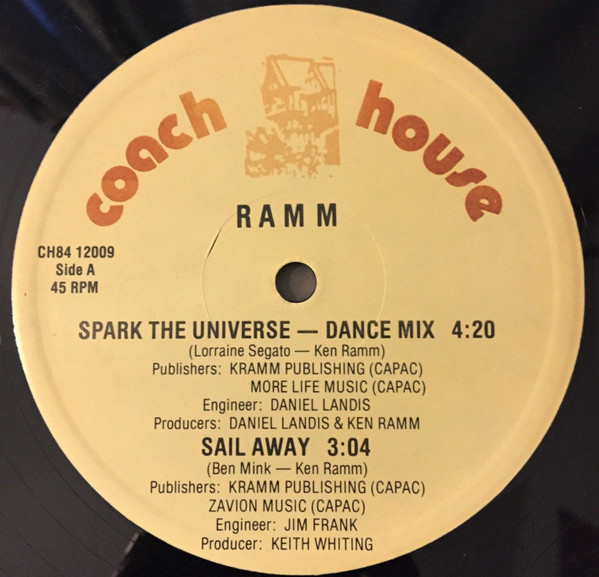 coach house
RAMM
CH84 12009
Side A
45 RPM
SPARK THE UNIVERSE — DANCE MIX 4:20
(Lorraine Segato — Ken Ramm)
Publishers: KRAMM PUBLISHING (CAPAC)
MORE LIFE MUSIC (CAPAC)
Engineer: DANIEL LANDIS
Producers: DANIEL LANDIS & KEN RAMM
SAIL AWAY 3:04
(Ben Mink — Ken Ramm)
Publishers: KRAMM PUBLISHING (CAPAC)
ZAVION MUSIC (CAPAC)
Engineer: JIM FRANK
Producer: KEITH WHITING